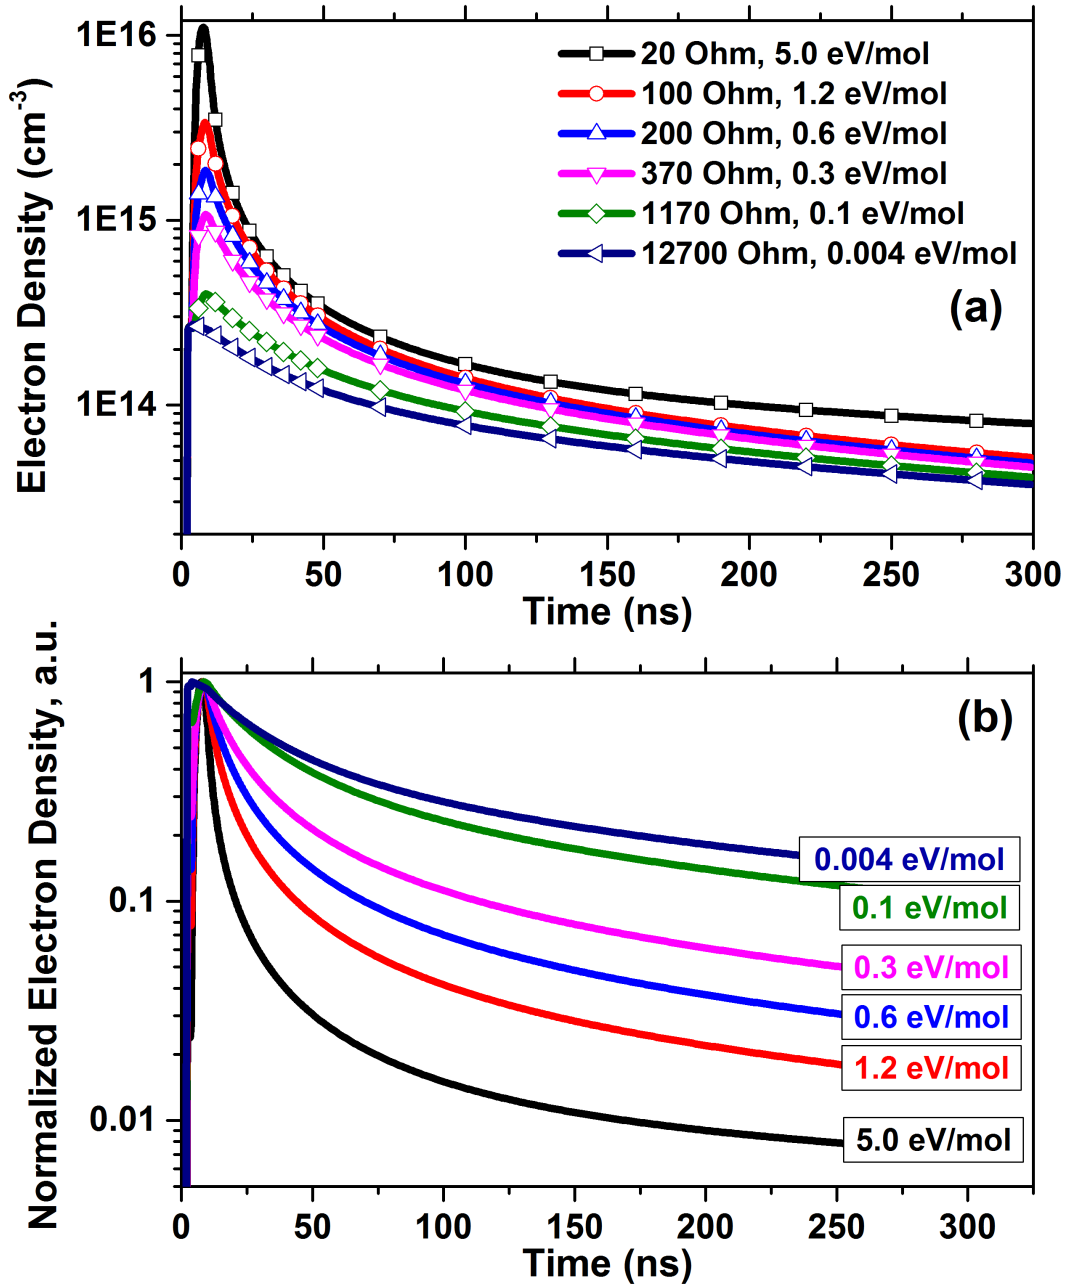 1E16
1E15
1E14
Electron Density (cm-3)
20 Ohm, 5.0 eV/mol
100 Ohm, 1.2 eV/mol
200 Ohm, 0.6 eV/mol
370 Ohm, 0.3 eV/mol
1170 Ohm, 0.1 eV/mol
12700 Ohm, 0.004 eV/mol
(a)
0 50 100 150 200 250 300
Time (ns)
Normalized Electron Density, a.u.
1
0.1
0.01
(b)
0.004 eV/mol
0.1 eV/mol
0.3 eV/mol
0.6 eV/mol
1.2 eV/mol
5.0 eV/mol
0 50 100 150 200 250 300
Time (ns)